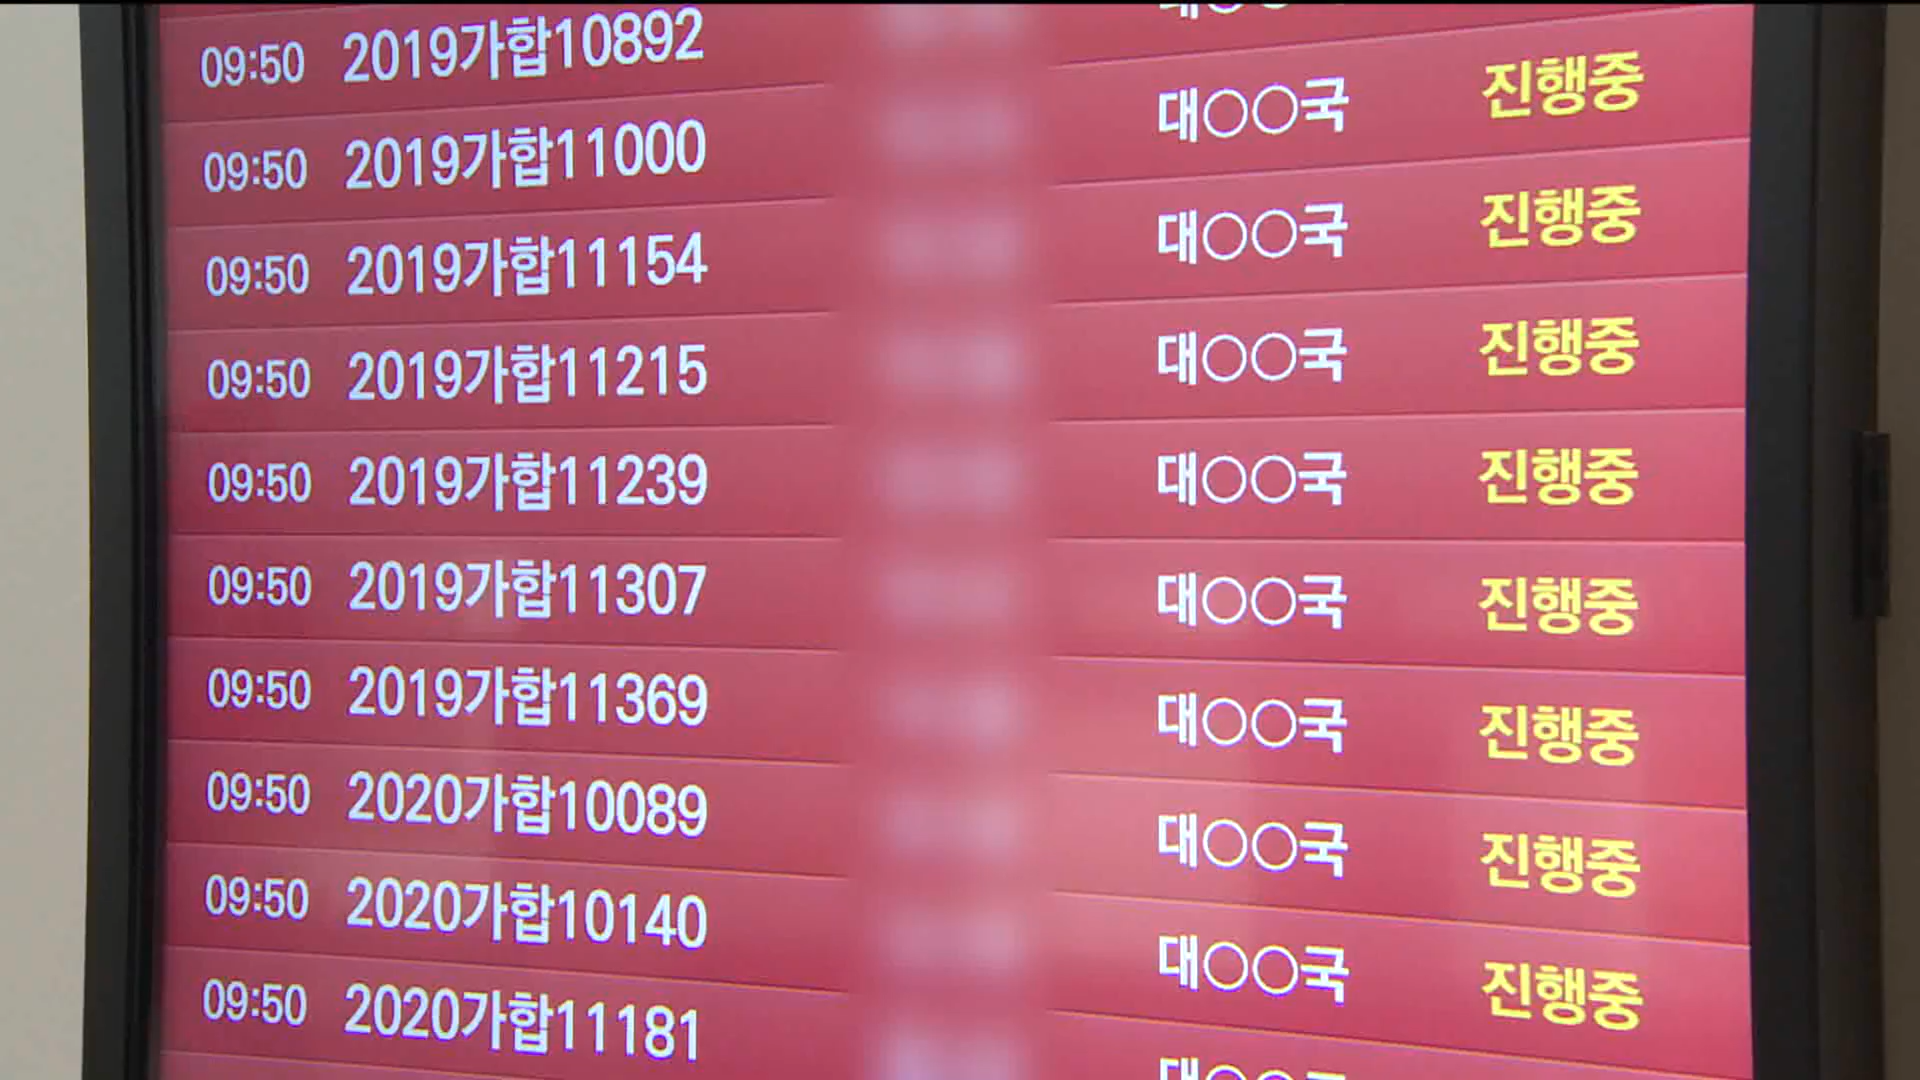 09:50 2019가합10892
09:50 2019가합11000 대○○국 진행중
09:50 2019가합11154 대○○국 진행중
09:50 2019가합11215 대○○국 진행중
09:50 2019가합11239 대○○국 진행중
09:50 2019가합11307 대○○국 진행중
09:50 2019가합11369 대○○국 진행중
09:50 2020가합10089 대○○국 진행중
09:50 2020가합10140 대○○국 진행중
09:50 2020가합11181